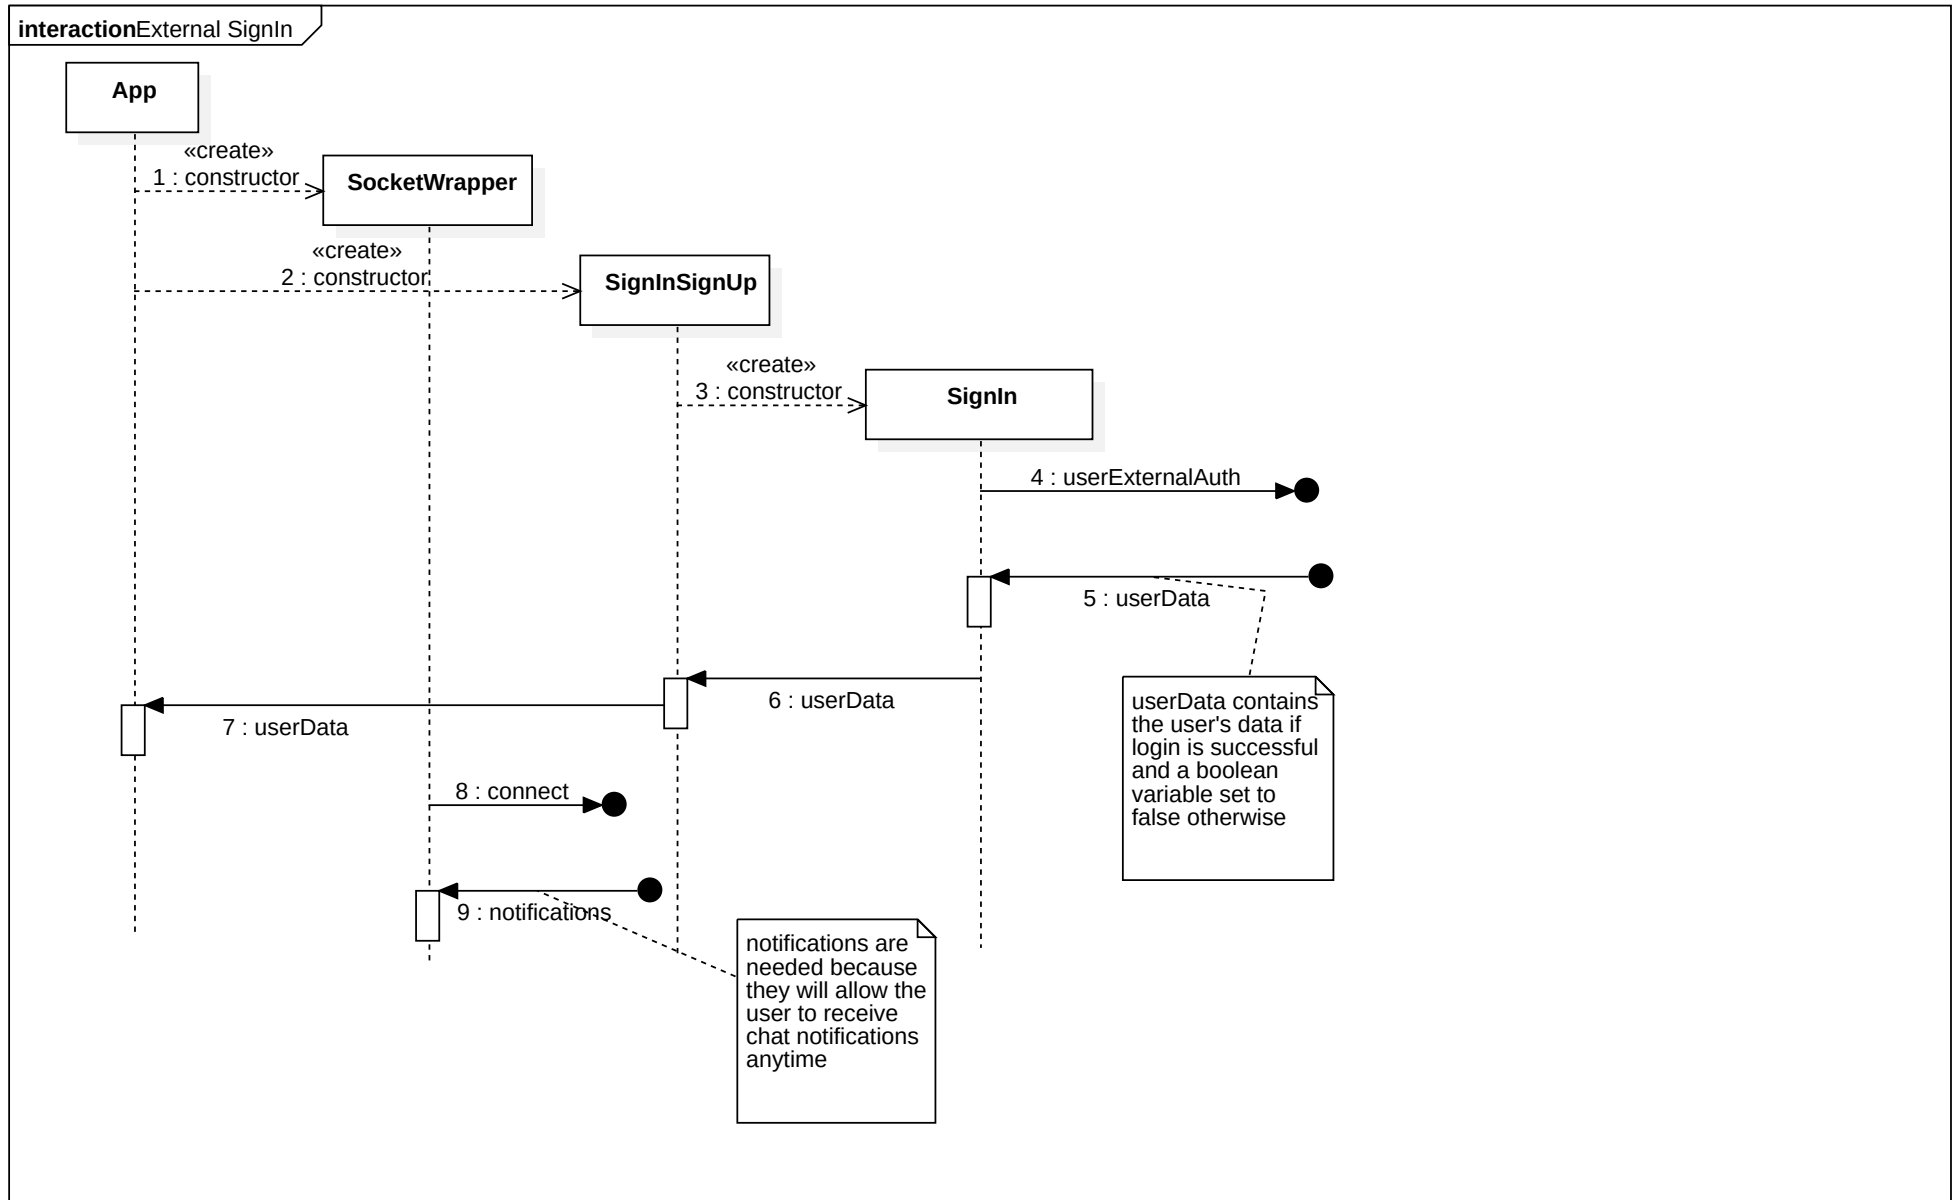 interactionExternal SignIn
App
«create»
1 : constructor
SocketWrapper
«create»
2 : constructor
SignInSignUp
«create»
3 : constructor
SignIn
4 : userExternalAuth
5 : userData
6 : userData
7 : userData
userData contains
the user's data if
login is successful
and a boolean
variable set to
false otherwise
8 : connect
9 : notifications
notifications are
needed because
they will allow the
user to receive
chat notifications
anytime